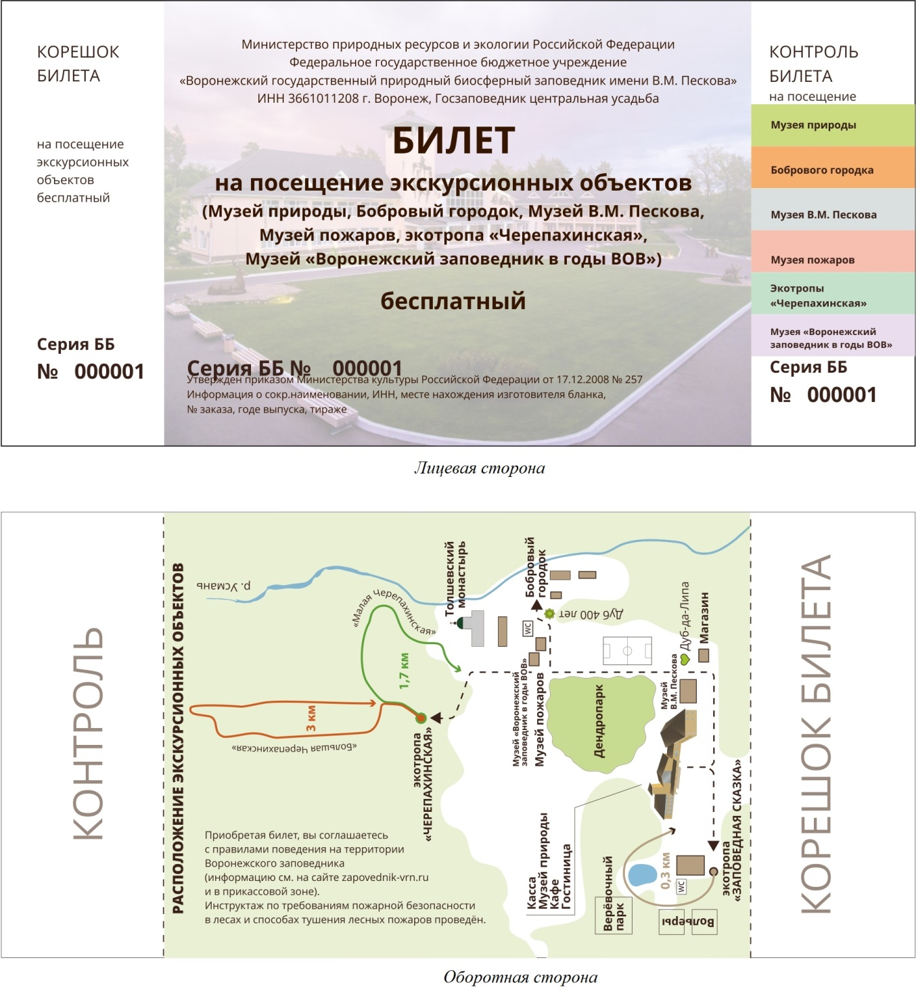 КОРЕШОК
БИЛЕТА
на посещение
экскурсионных
объектов
бесплатный
Серия ББ
№ 000001
Министерство природных ресурсов и экологии Российской Федерации
Федеральное государственное бюджетное учреждение
«Воронежский государственный природный биосферный заповедник имени В.М. Пескова»
ИНН 3661011208 г. Воронеж, Госзаповедник центральная усадьба
БИЛЕТ
на посещение экскурсионных объектов
(Музей природы, Бобровый городок, Музей В.М. Пескова,
Музей пожаров, экотропа «Черепахинская»,
Музей «Воронежский заповедник в годы ВОВ»)
бесплатный
Серия ББ № 000001
Утвержден приказом Министерства культуры Российской Федерации от 17.12.2008 № 257
Информация о сокр.наименовании, ИНН, месте нахождения изготовителя бланка,
№ заказа, годе выпуска, тираже
КОНТРОЛЬ
БИЛЕТА
на посещение
Музея природы
Бобрового городка
Музея В.М. Пескова
Музея пожаров
Экотропы
«Черепахинская»
Музея «Воронежский
заповедник в годы ВОВ»
Серия ББ
№ 000001
Лицевая сторона
КОНТРОЛЬ
РАСПОЛОЖЕНИЕ ЭКСКУРСИОННЫХ ОБЪЕКТОВ
р. Усмань
«Малая Черепахинская»
1,7 км
3 км
«Большая Черепахинская»
экотропа
«ЧЕРЕПАХИНСКАЯ»
Толшевский
монастырь
Бобровый
городок
WC
Дуб 400 лет
Дуб-да-Липа
Магазин
Музей
В.М. Пескова
Музей «Воронежский
заповедник в годы ВОВ»
Музей пожаров
Дендропарк
Касса
Музей природы
Кафе
Гостиница
Верёвочный
парк
0,3 км
WC
Вольеры
экотропа
«ЗАПОВЕДНАЯ СКАЗКА»
Приобретая билет, вы соглашаетесь
с правилами поведения на территории
Воронежского заповедника
(информацию см. на сайте zapovednik-vrn.ru
и в прикассовой зоне).
Инструктаж по требованиям пожарной безопасности
в лесах и способах тушения лесных пожаров проведён.
КОРЕШОК БИЛЕТА
Оборотная сторона